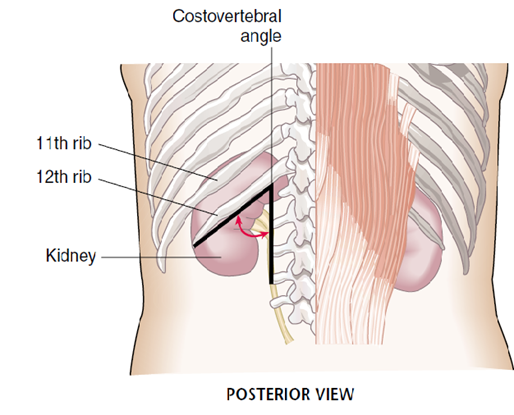 Costovertebral
angle
11th rib
12th rib
Kidney
POSTERIOR VIEW